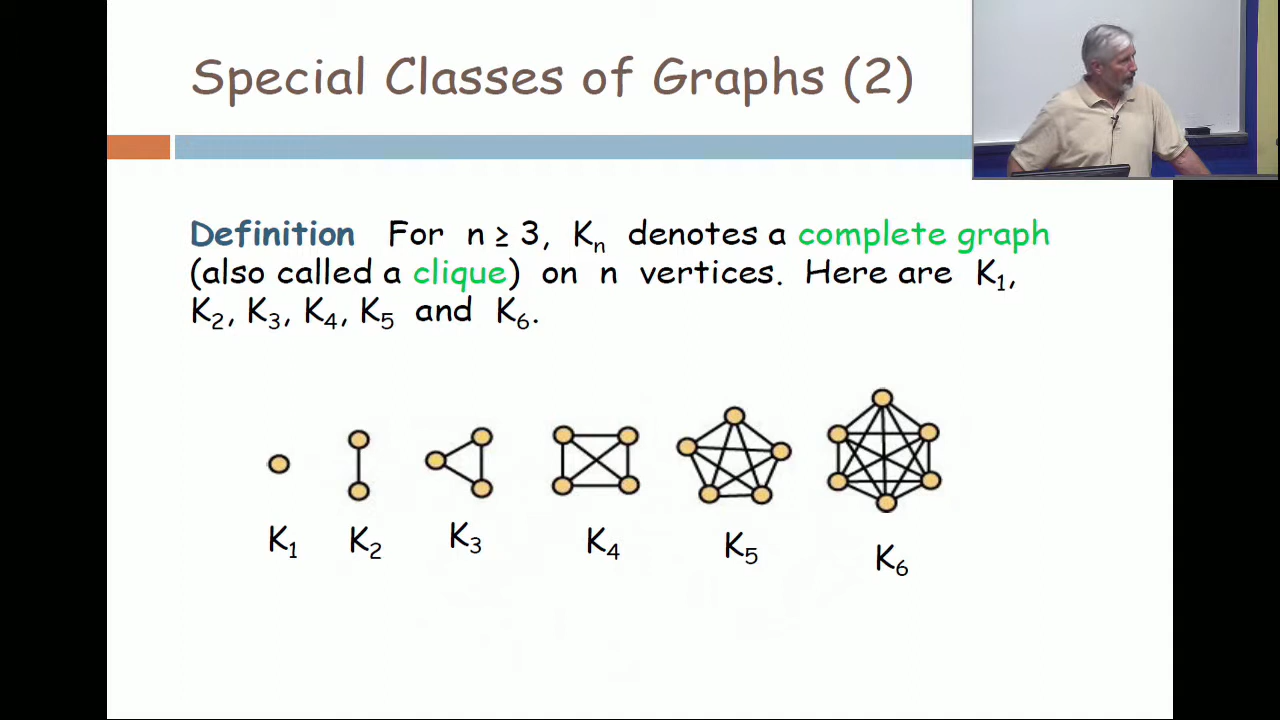 Special Classes of Graphs (2)
Definition For n ≥ 3, Kₙ denotes a complete graph
(also called a clique) on n vertices. Here are K₁,
K₂, K₃, K₄, K₅ and K₆.
K₁ K₂ K₃ K₄ K₅ K₆